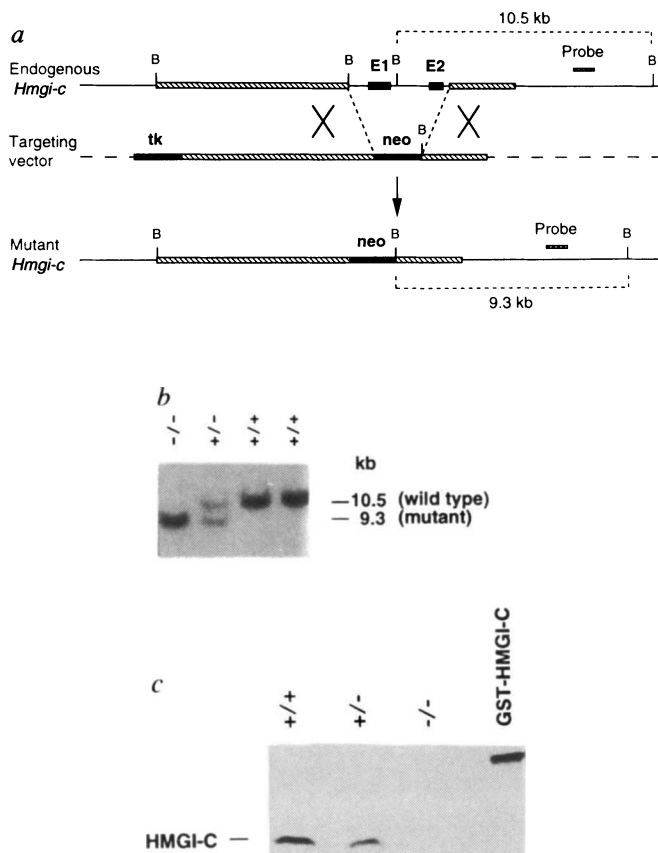 a
10.5 kb
Probe
B B E1 B E2 B
Endogenous
Hmgi-c
tk neo B
Targeting
vector
Probe
B neo B B
Mutant
Hmgi-c
9.3 kb
b
-/- +/- +/+ +/+
kb
10.5 (wild type)
9.3 (mutant)
c
+/+ +/- -/- GST-HMGI-C
HMGI-C